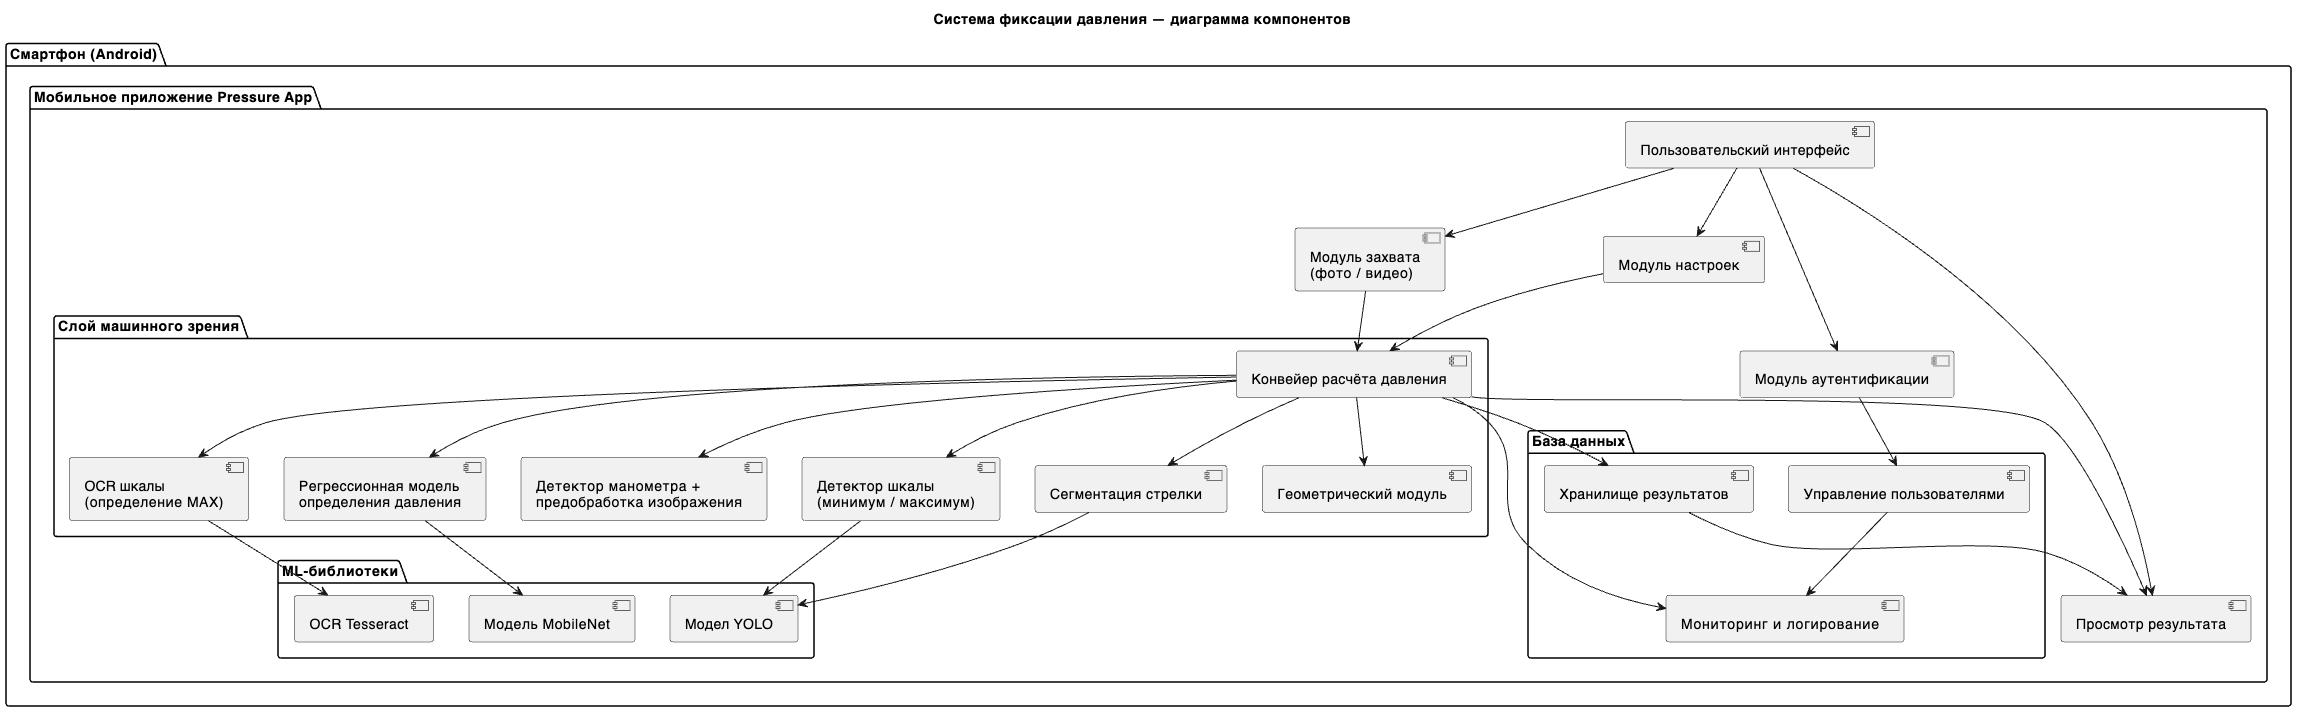 Система фиксации давления — диаграмма компонентов
Смартфон (Android)
Мобильное приложение Pressure App
Пользовательский интерфейс
Модуль захвата
(фото / видео)
Модуль настроек
Слой машинного зрения
Конвейер расчёта давления
Модуль аутентификации
База данных
OCR шкалы
(определение MAX)
Регрессионная модель
определения давления
Детектор манометра +
предобработка изображения
Детектор шкалы
(минимум / максимум)
Сегментация стрелки
Геометрический модуль
Хранилище результатов
Управление пользователями
ML-библиотеки
OCR Tesseract
Модель MobileNet
Модел YOLO
Мониторинг и логирование
Просмотр результата